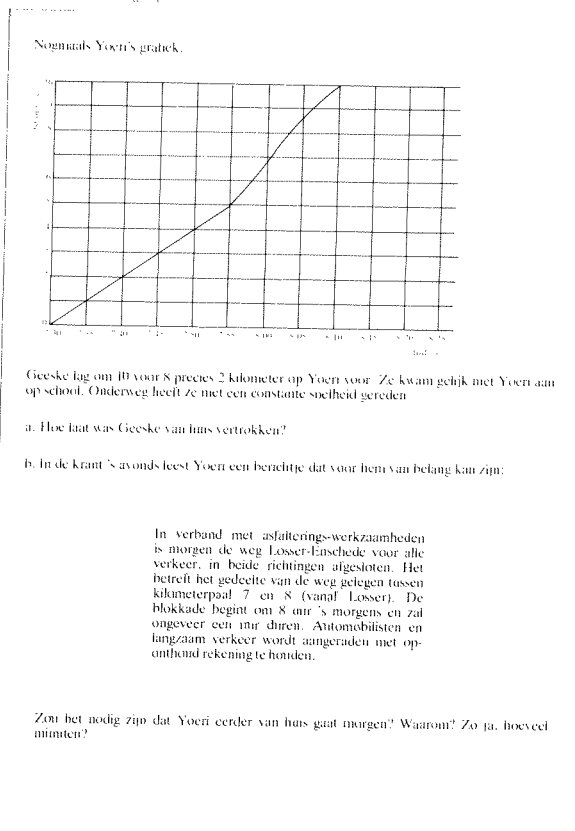 Nogmaals Yoeri's grafiek.
Geeske lag om 10 voor 8 precies 2 kilometer op Yoeri voor. Ze kwam gelijk met Yoeri aan
op school. Onderweg heeft ze met een constante snelheid gereden
a. Hoe laat was Geeske van huis vertrokken?
b. In de krant 's avonds leest Yoeri een berichtje dat voor hem van belang kan zijn:
In verband met asfalterings-werkzaamheden
is morgen de weg Losser-Enschede voor alle
verkeer, in beide richtingen afgesloten. Het
betreft het gedeelte van de weg gelegen tussen
kilometerpaal 7 en 8 (vanaf Losser). De
blokkade begint om 8 uur 's morgens en zal
ongeveer een uur duren. Automobilisten en
langzaam verkeer wordt aangeraden met op-
onthoud rekening te houden.
Zou het nodig zijn dat Yoeri eerder van huis gaat morgen? Waarom? Zo ja, hoeveel
minuten?